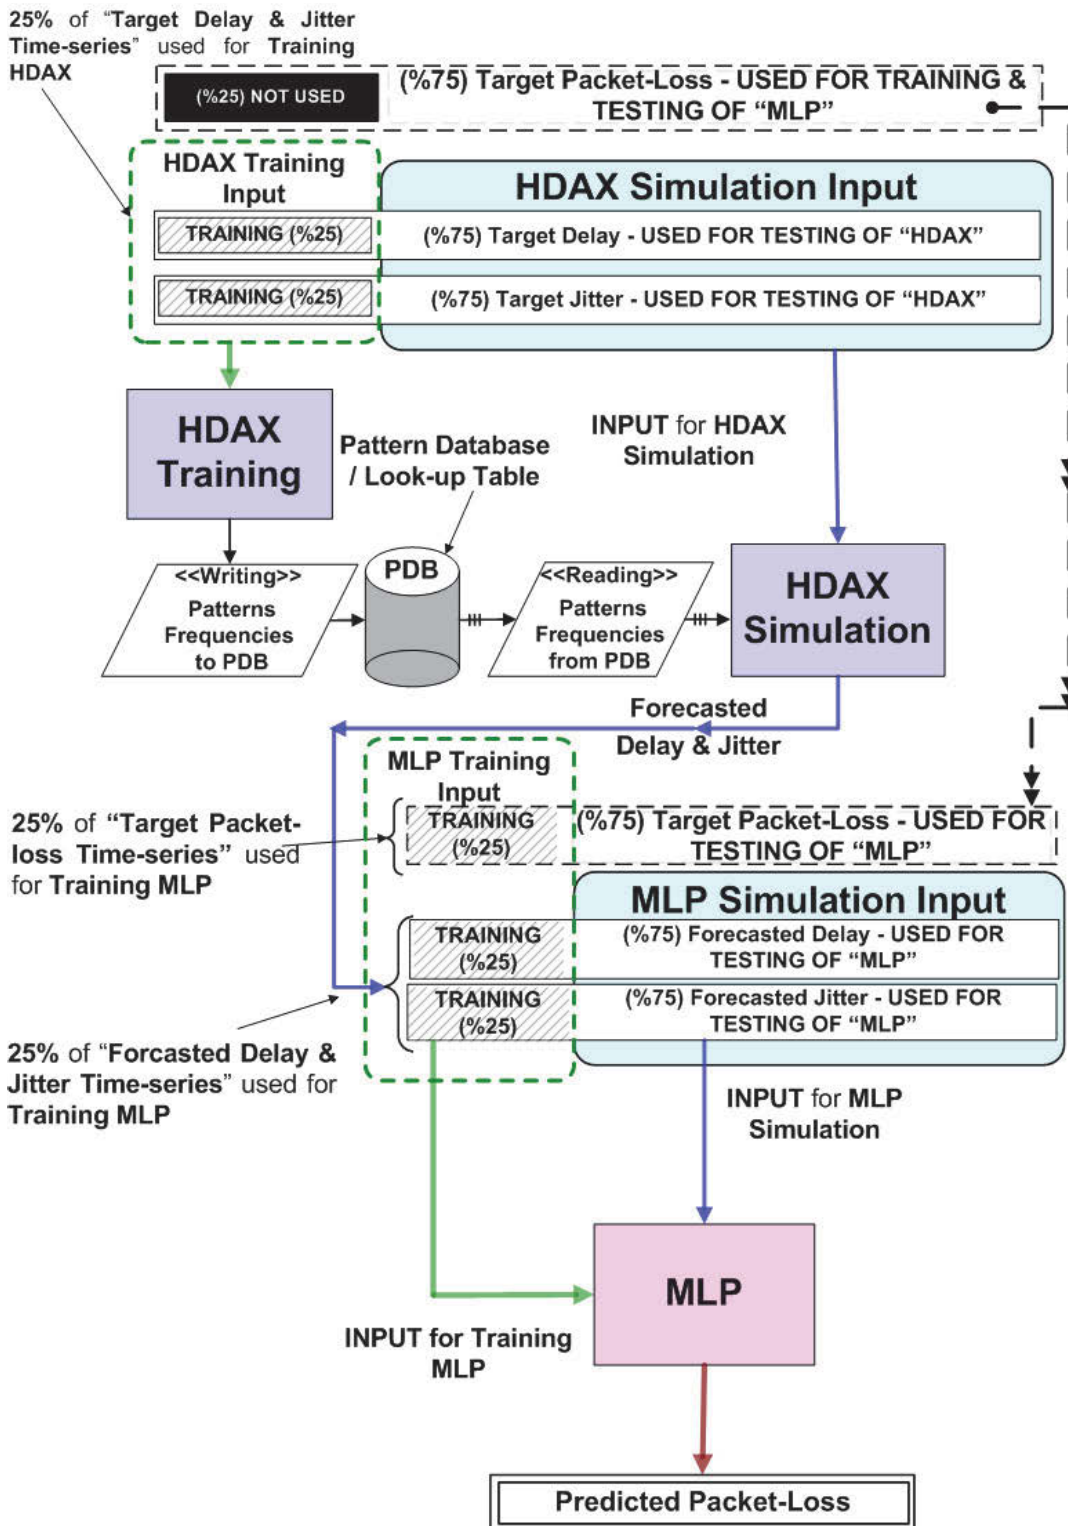 25% of “Target Delay & Jitter
Time-series” used for Training
HDAX
(%25) NOT USED
(%75) Target Packet-Loss - USED FOR TRAINING &
TESTING OF “MLP”
HDAX Training
Input
HDAX Simulation Input
TRAINING (%25)
(%75) Target Delay - USED FOR TESTING OF “HDAX”
TRAINING (%25)
(%75) Target Jitter - USED FOR TESTING OF “HDAX”
HDAX
Training
Pattern Database
/ Look-up Table
INPUT for HDAX
Simulation
<<Writing>>
Patterns
Frequencies
to PDB
PDB
<<Reading>>
Patterns
Frequencies
from PDB
HDAX
Simulation
Forecasted
Delay & Jitter
MLP Training
Input
25% of “Target Packet-
loss Time-series” used
for Training MLP
TRAINING
(%25)
(%75) Target Packet-Loss - USED FOR
TESTING OF “MLP”
MLP Simulation Input
TRAINING
(%25)
(%75) Forecasted Delay - USED FOR
TESTING OF “MLP”
TRAINING
(%25)
(%75) Forecasted Jitter - USED FOR
TESTING OF “MLP”
25% of “Forcasted Delay &
Jitter Time-series” used for
Training MLP
INPUT for MLP
Simulation
MLP
INPUT for Training
MLP
Predicted Packet-Loss